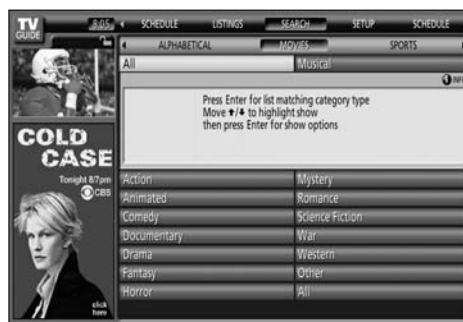 TV GUIDE
8:05
SCHEDULE LISTINGS SEARCH SETUP SCHEDULE
ALPHABETICAL MOVIES SPORTS
All Musical
INF
Press Enter for list matching category type
Move ↑/↓ to highlight show
then press Enter for show options
COLD CASE
Tonight 8/7pm
CBS
click here
Action Mystery
Animated Romance
Comedy Science Fiction
Documentary War
Drama Western
Fantasy Other
Horror All